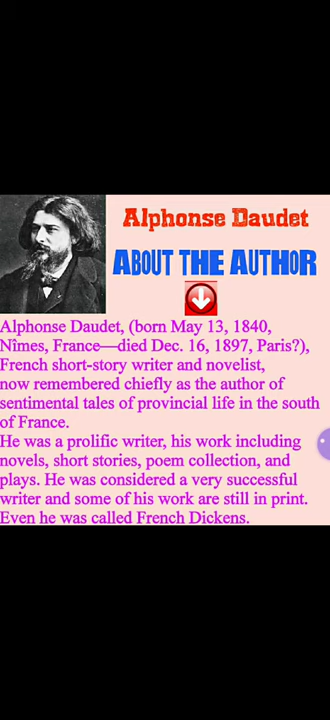 Alphonse Daudet
ABOUT THE AUTHOR
Alphonse Daudet, (born May 13, 1840,
Nîmes, France—died Dec. 16, 1897, Paris?),
French short-story writer and novelist,
now remembered chiefly as the author of
sentimental tales of provincial life in the south
of France.
He was a prolific writer, his work including
novels, short stories, poem collection, and
plays. He was considered a very successful
writer and some of his work are still in print.
Even he was called French Dickens.